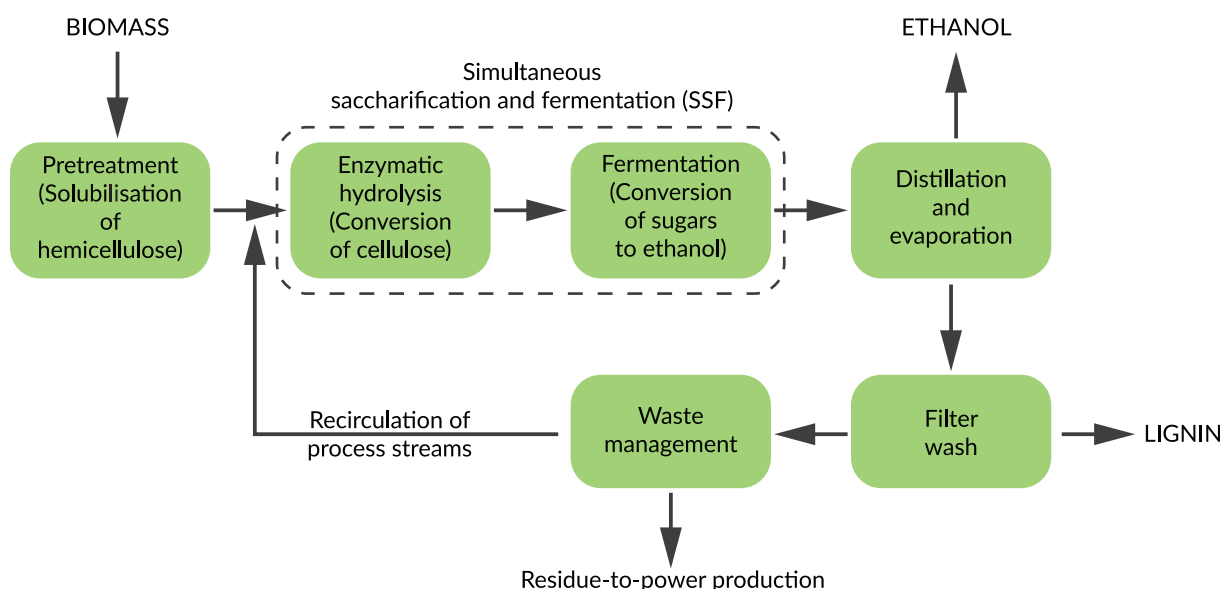 BIOMASS
ETHANOL
Simultaneous
saccharification and fermentation (SSF)
Pretreatment
(Solubilisation
of
hemicellulose)
Enzymatic
hydrolysis
(Conversion
of cellulose)
Fermentation
(Conversion
of sugars
to ethanol)
Distillation
and
evaporation
Recirculation of
process streams
Waste
management
Filter
wash
LIGNIN
Residue-to-power production